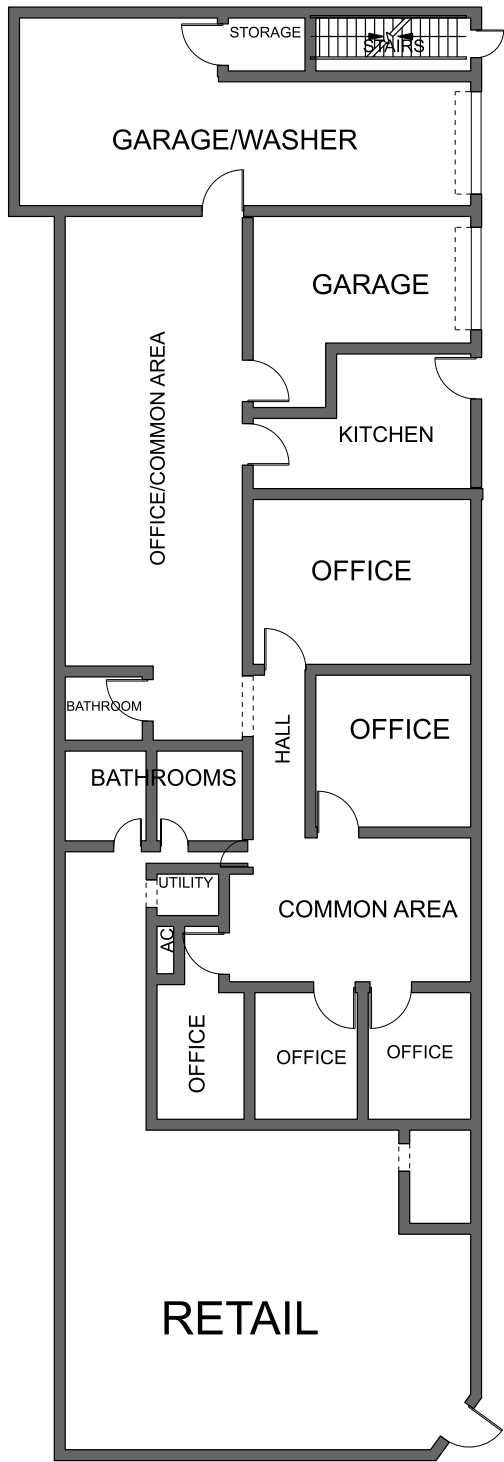 STORAGE
STAIRS
GARAGE/WASHER
GARAGE
OFFICE/COMMON AREA
KITCHEN
OFFICE
BATHROOM
HALL
OFFICE
BATHROOMS
UTILITY
COMMON AREA
AC
OFFICE
OFFICE
OFFICE
RETAIL